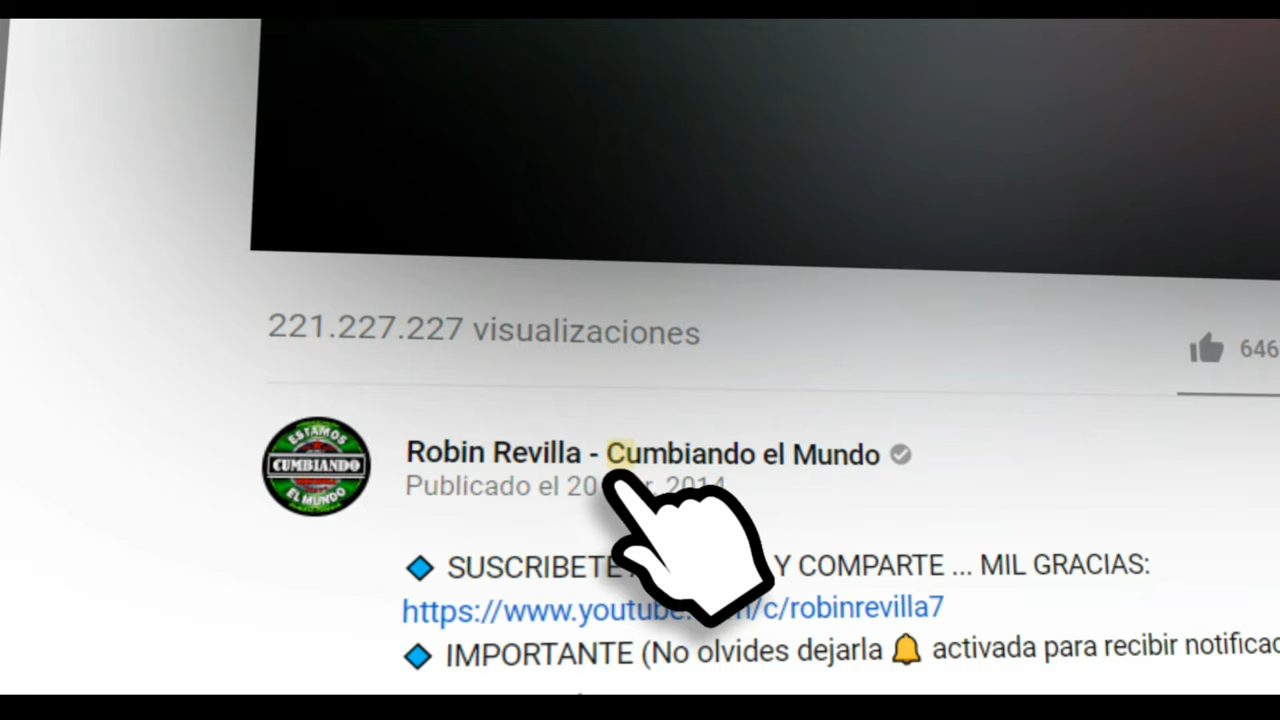 221.227.227 visualizaciones
646
ESTAMOS
CUMBIANDO
EL MUNDO
Robin Revilla - Cumbiando el Mundo
Publicado el 20 2014
SUSCRIBETE Y COMPARTE ... MIL GRACIAS:
https://www.youtube. /c/robinrevilla7
IMPORTANTE (No olvides dejarla 🔔 activada para recibir